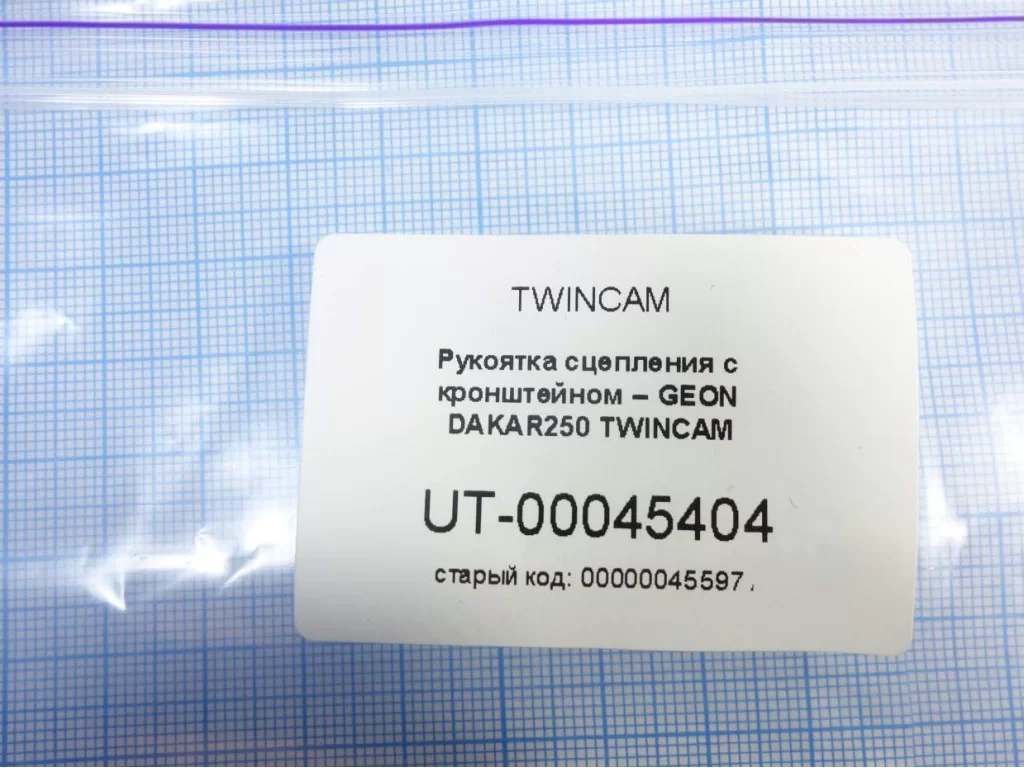 TWINCAM
Рукоятка сцепления с
кронштейном – GEON
DAKAR250 TWINCAM
UT-00045404
старый код: 00000045597